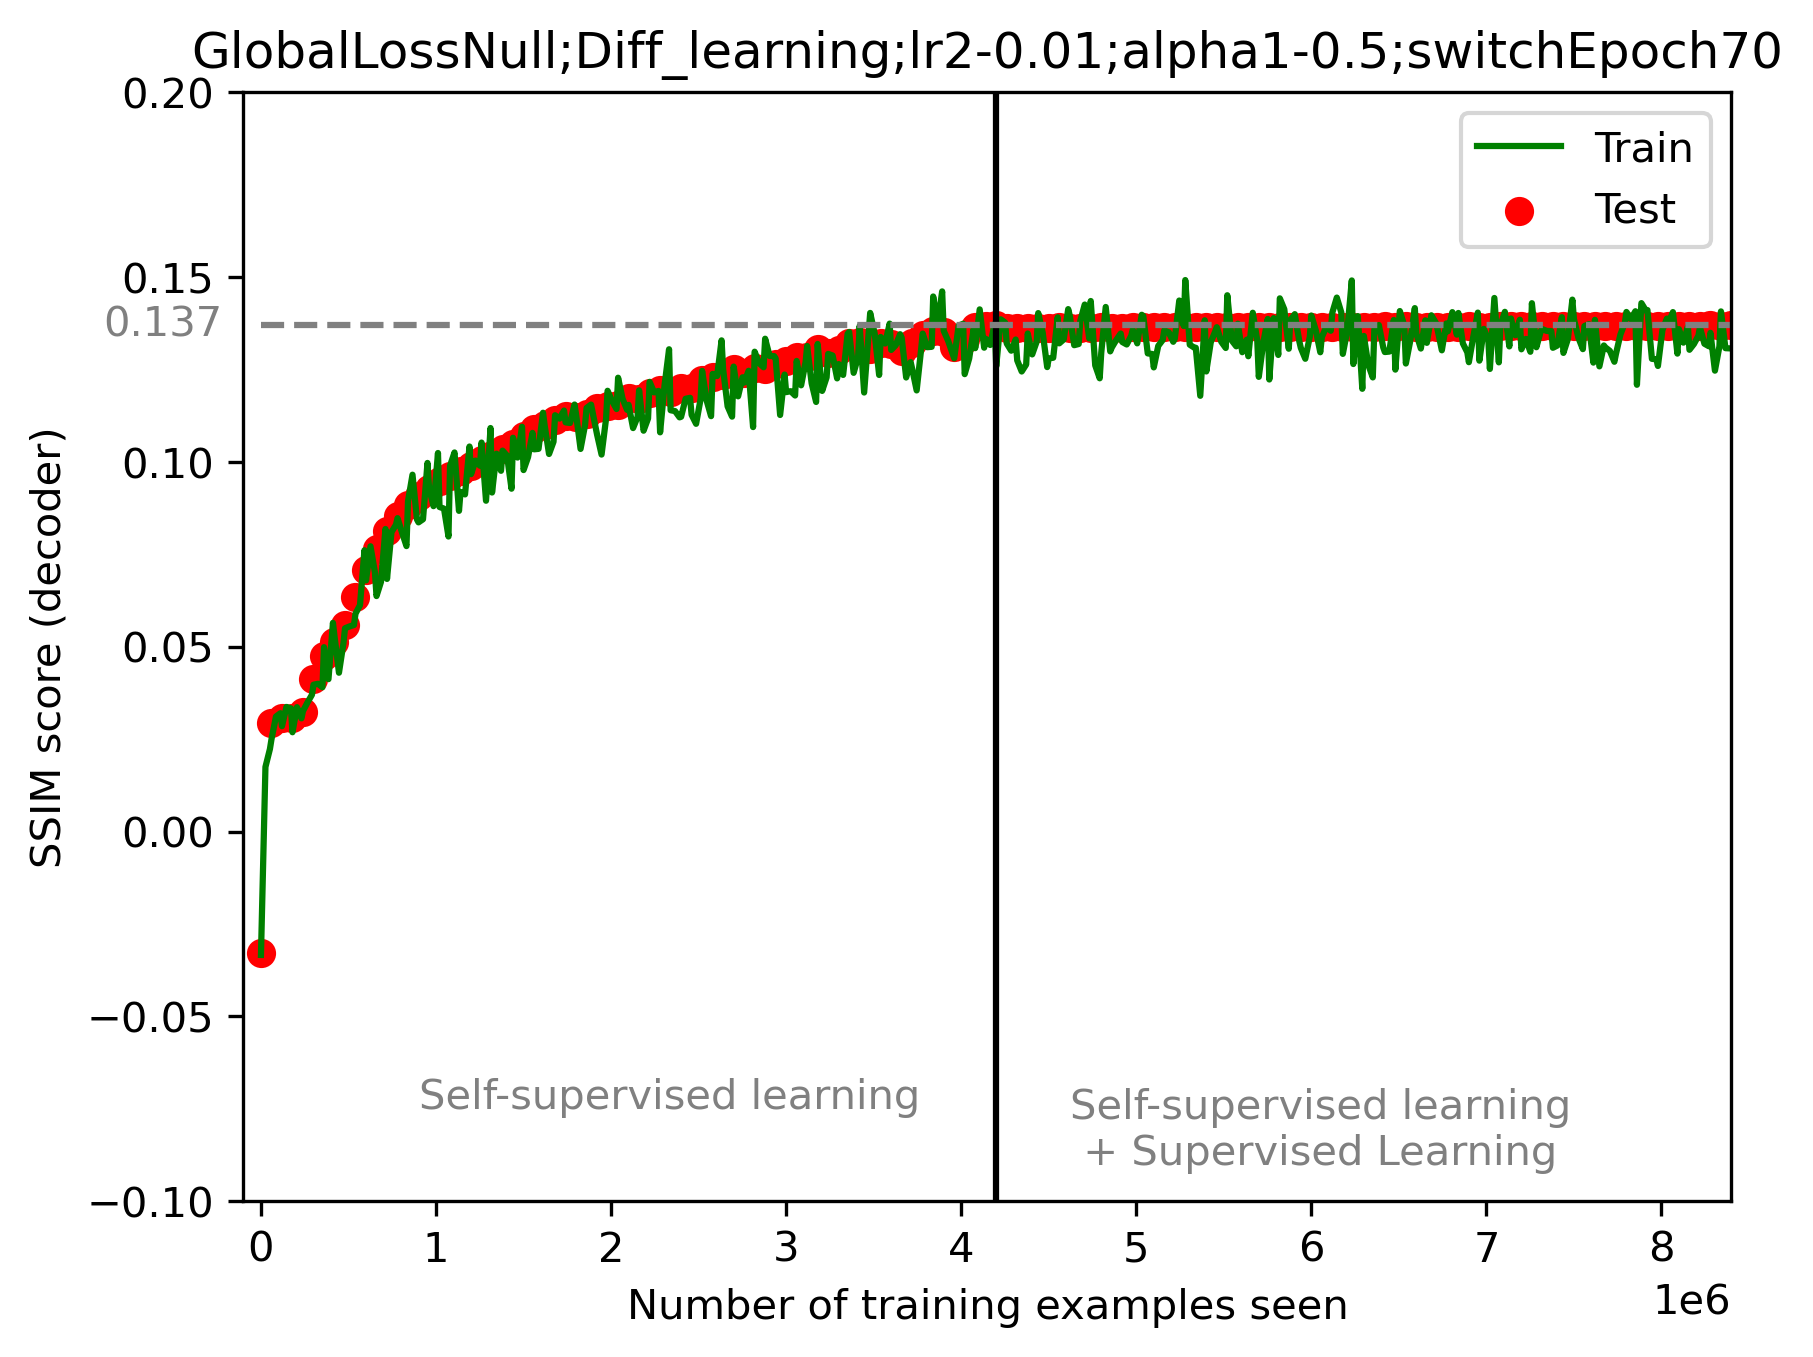 GlobalLossNull;Diff_learning;lr2-0.01;alpha1-0.5;switchEpoch70
0.20
0.15
0.137
0.10
0.05
0.00
−0.05
−0.10
SSIM score (decoder)
Train
Test
Self-supervised learning
Self-supervised learning
+ Supervised Learning
0 1 2 3 4 5 6 7 8
1e6
Number of training examples seen